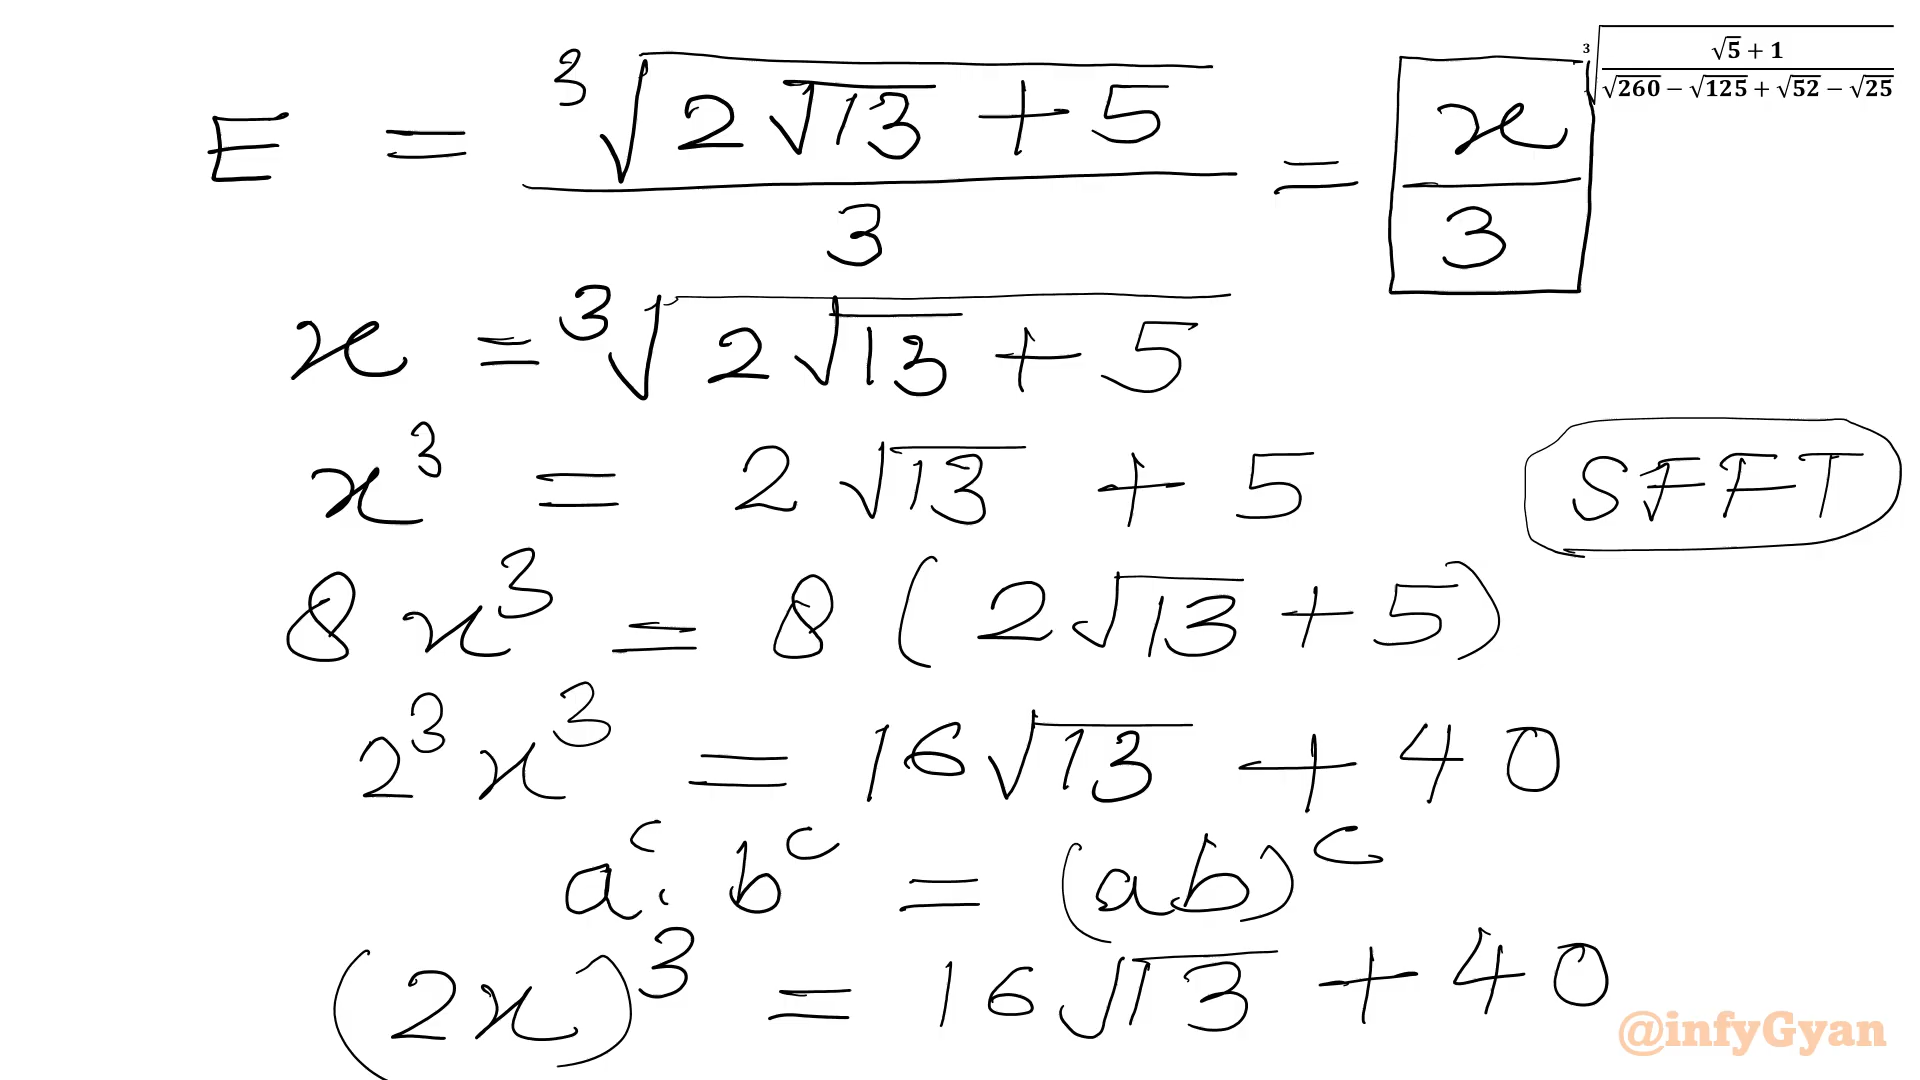 ∛((√5 + 1)/(√260 − √125 + √52 − √25))
E = ∛(2√13 + 5)/3 = x/3
x = ∛(2√13 + 5)
x³ = 2√13 + 5
SFFT
8x³ = 8(2√13 + 5)
2³x³ = 16√13 + 40
aᶜ. bᶜ = (ab)ᶜ
(2x)³ = 16√13 + 40
@infyGyan